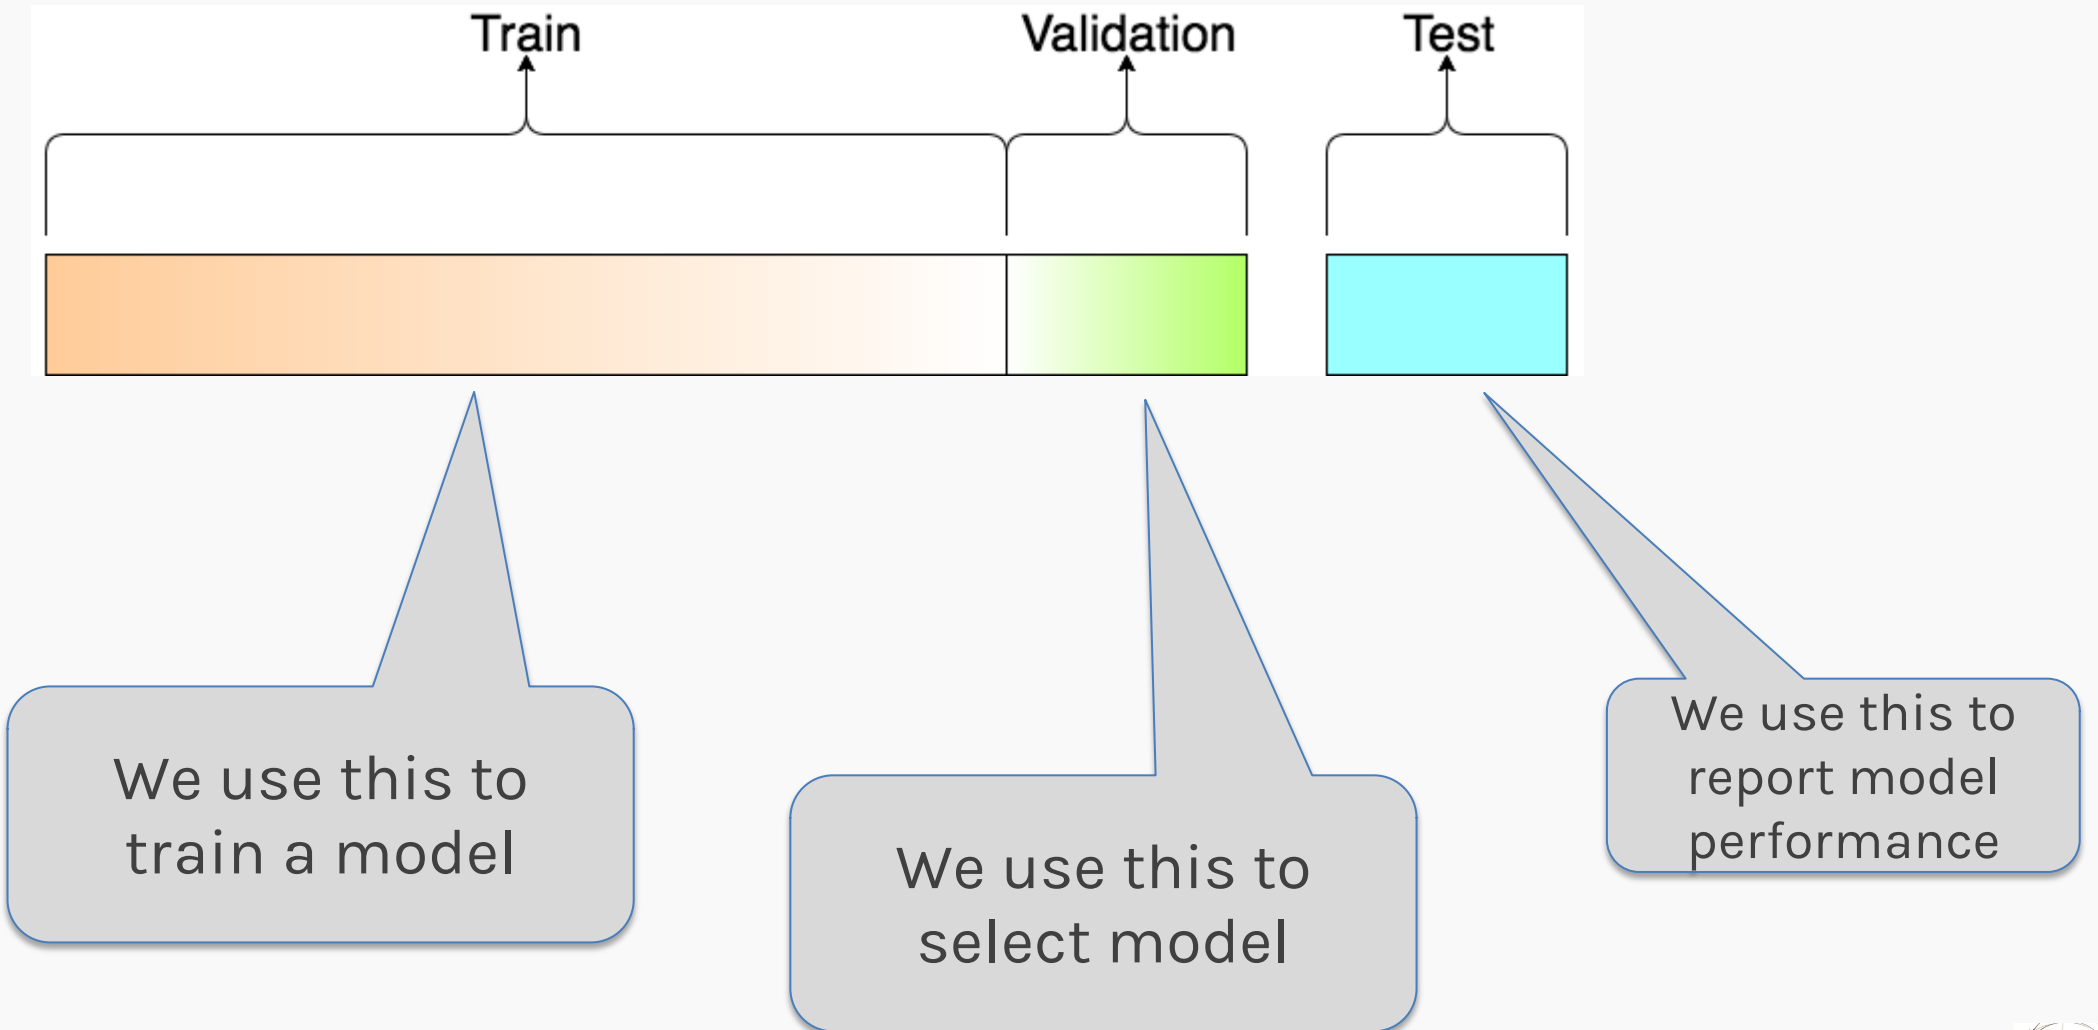 Train
Validation
Test
We use this to
train a model
We use this to
select model
We use this to
report model
performance